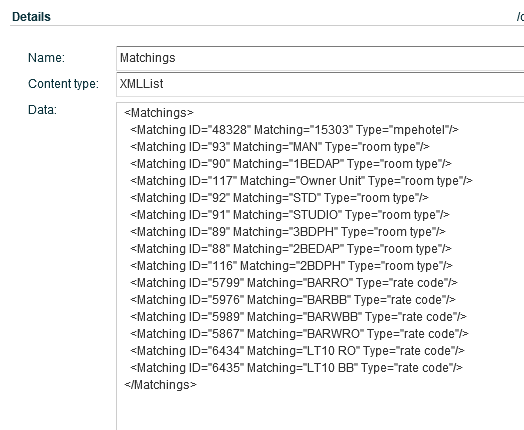 Details
Name:
Matchings
Content type:
XMLList
Data:
<Matchings>
<Matching ID="48328" Matching="15303" Type="mpehotel"/>
<Matching ID="93" Matching="MAN" Type="room type"/>
<Matching ID="90" Matching="1BEDAP" Type="room type"/>
<Matching ID="117" Matching="Owner Unit" Type="room type"/>
<Matching ID="92" Matching="STD" Type="room type"/>
<Matching ID="91" Matching="STUDIO" Type="room type"/>
<Matching ID="89" Matching="3BDPH" Type="room type"/>
<Matching ID="88" Matching="2BEDAP" Type="room type"/>
<Matching ID="116" Matching="2BDPH" Type="room type"/>
<Matching ID="5799" Matching="BARRO" Type="rate code"/>
<Matching ID="5976" Matching="BARBB" Type="rate code"/>
<Matching ID="5989" Matching="BARWBB" Type="rate code"/>
<Matching ID="5867" Matching="BARWRO" Type="rate code"/>
<Matching ID="6434" Matching="LT10 RO" Type="rate code"/>
<Matching ID="6435" Matching="LT10 BB" Type="rate code"/>
</Matchings>